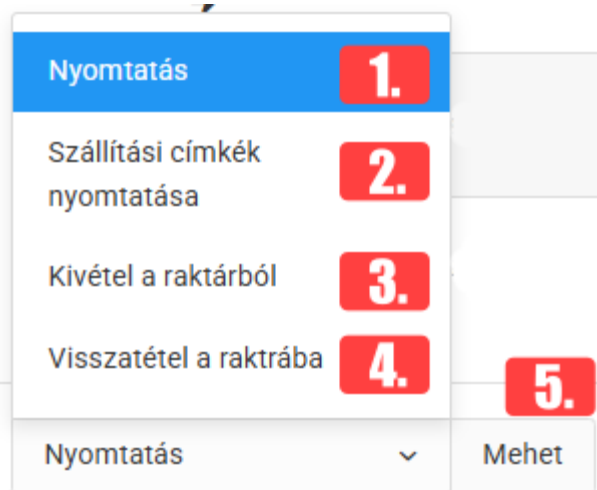 Nyomtatás 1.
Szállítási címkék
nyomtatása 2.
Kivétel a raktárból 3.
Visszatétel a raktrába 4.
5.
Nyomtatás Mehet